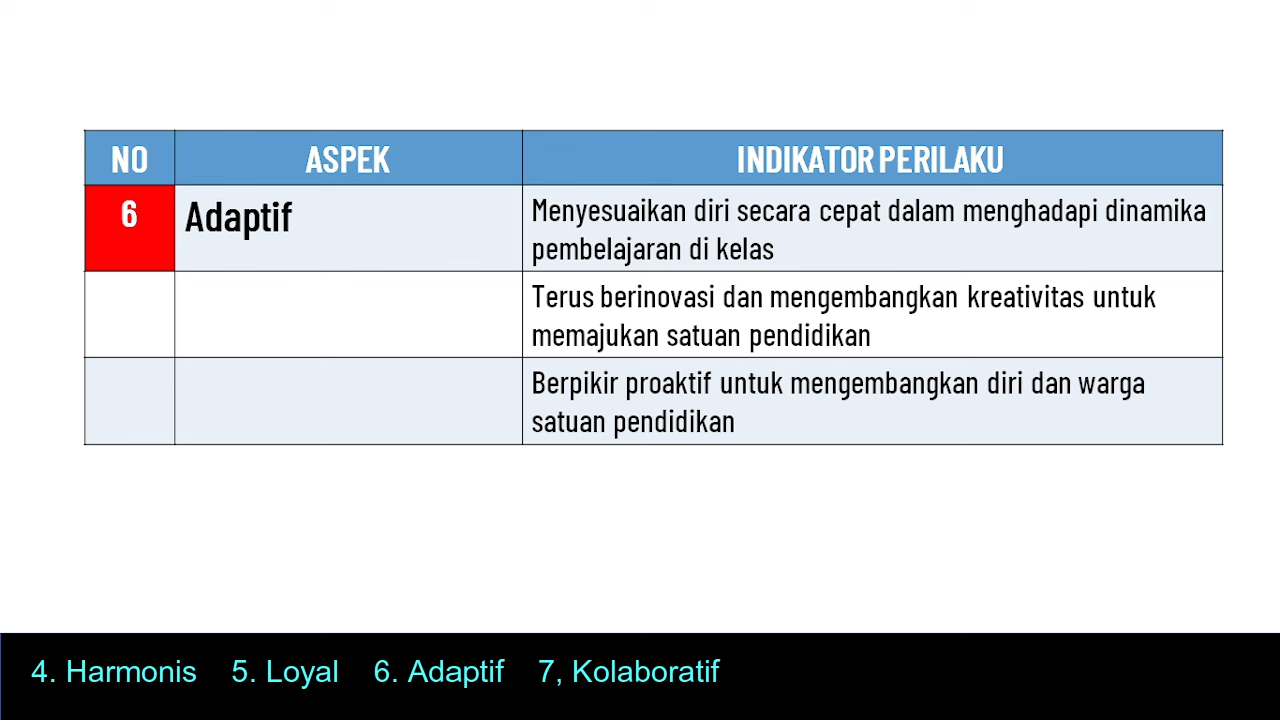 NO ASPEK INDIKATOR PERILAKU
6 Adaptif Menyesuaikan diri secara cepat dalam menghadapi dinamika
pembelajaran di kelas
Terus berinovasi dan mengembangkan kreativitas untuk
memajukan satuan pendidikan
Berpikir proaktif untuk mengembangkan diri dan warga
satuan pendidikan
4. Harmonis 5. Loyal 6. Adaptif 7, Kolaboratif